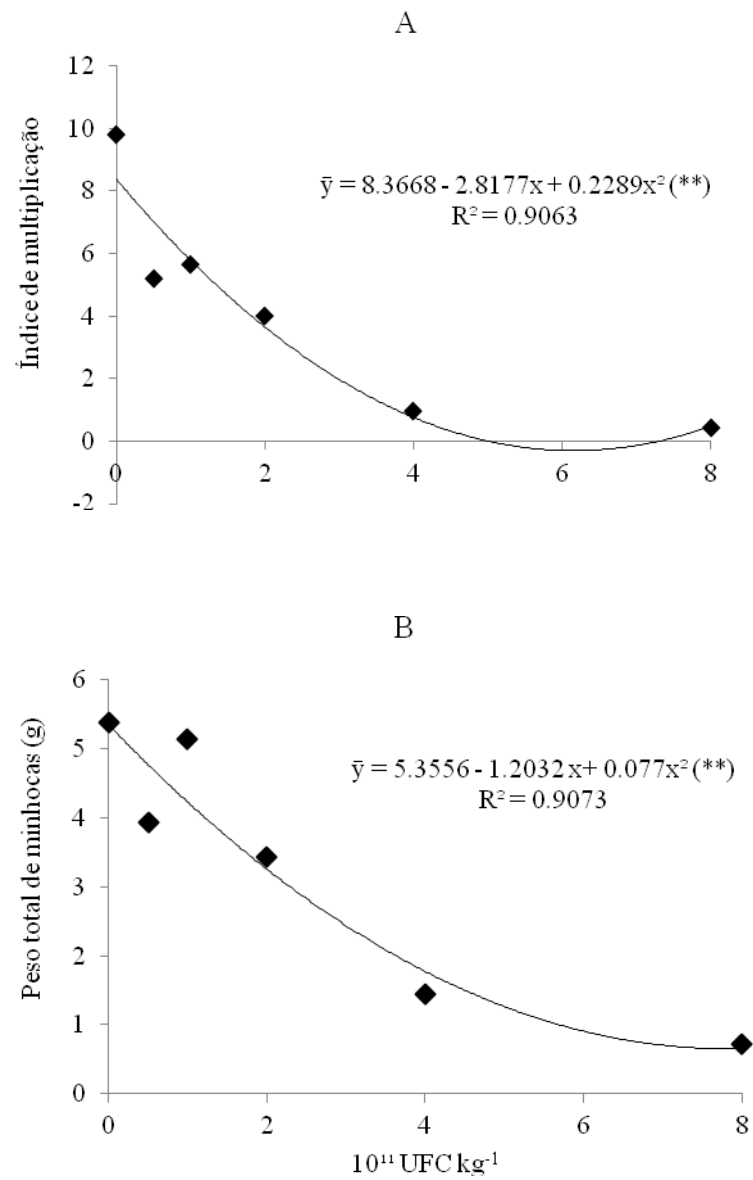 A
Índice de multiplicação
12
10
8
6
4
2
0
-2
ȳ = 8.3668 - 2.8177x + 0.2289x² (**)
R² = 0.9063
0 2 4 6 8
B
Peso total de minhocas (g)
6
5
4
3
2
1
0
ȳ = 5.3556 - 1.2032x + 0.077x² (**)
R² = 0.9073
0 2 4 6 8
10¹¹ UFC kg⁻¹